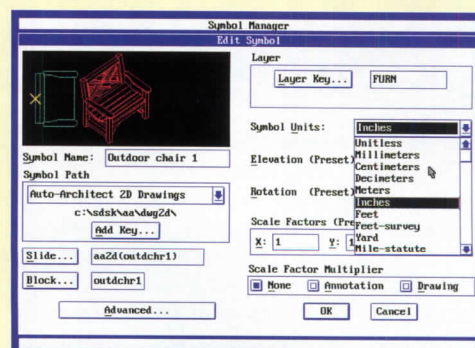 Symbol Manager
Edit Symbol
Layer
Layer Key... FURN
Symbol Units: Inches
Unitless
Millimeters
Centimeters
Decimeters
Meters
Inches
Feet
Feet-survey
Yard
Mile-statute
Symbol Name: Outdoor chair 1
Elevation (Preset)
Symbol Path
Auto-Architect 2D Drawings
Rotation (Preset)
c:\sdsk\aa\dwg2d\
Add Key...
Scale Factors (Pre
X: 1 Y: 1
Slide... aa2d(outdchr1)
Block... outdchr1
Scale Factor Multiplier
None Annotation Drawing
Advanced...
OK Cancel